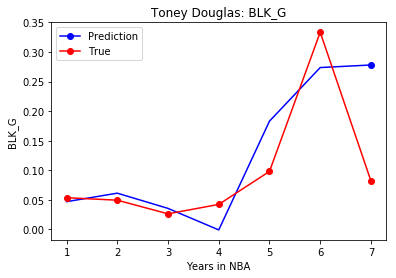 Toney Douglas: BLK_G
Prediction
True
BLK_G
0.35
0.30
0.25
0.20
0.15
0.10
0.05
0.00
1 2 3 4 5 6 7
Years in NBA